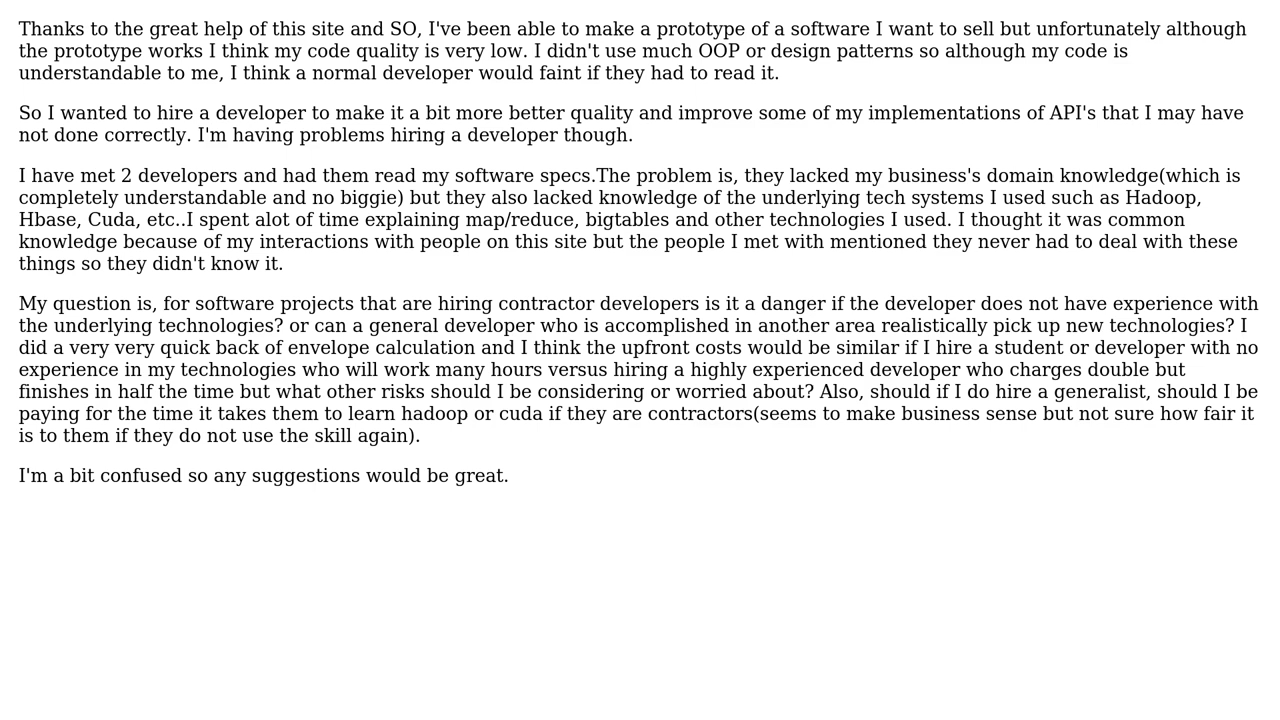 Thanks to the great help of this site and SO, I've been able to make a prototype of a software I want to sell but unfortunately although
the prototype works I think my code quality is very low. I didn't use much OOP or design patterns so although my code is
understandable to me, I think a normal developer would faint if they had to read it.
So I wanted to hire a developer to make it a bit more better quality and improve some of my implementations of API's that I may have
not done correctly. I'm having problems hiring a developer though.
I have met 2 developers and had them read my software specs.The problem is, they lacked my business's domain knowledge(which is
completely understandable and no biggie) but they also lacked knowledge of the underlying tech systems I used such as Hadoop,
Hbase, Cuda, etc..I spent alot of time explaining map/reduce, bigtables and other technologies I used. I thought it was common
knowledge because of my interactions with people on this site but the people I met with mentioned they never had to deal with these
things so they didn't know it.
My question is, for software projects that are hiring contractor developers is it a danger if the developer does not have experience with
the underlying technologies? or can a general developer who is accomplished in another area realistically pick up new technologies? I
did a very very quick back of envelope calculation and I think the upfront costs would be similar if I hire a student or developer with no
experience in my technologies who will work many hours versus hiring a highly experienced developer who charges double but
finishes in half the time but what other risks should I be considering or worried about? Also, should if I do hire a generalist, should I be
paying for the time it takes them to learn hadoop or cuda if they are contractors(seems to make business sense but not sure how fair it
is to them if they do not use the skill again).
I'm a bit confused so any suggestions would be great.